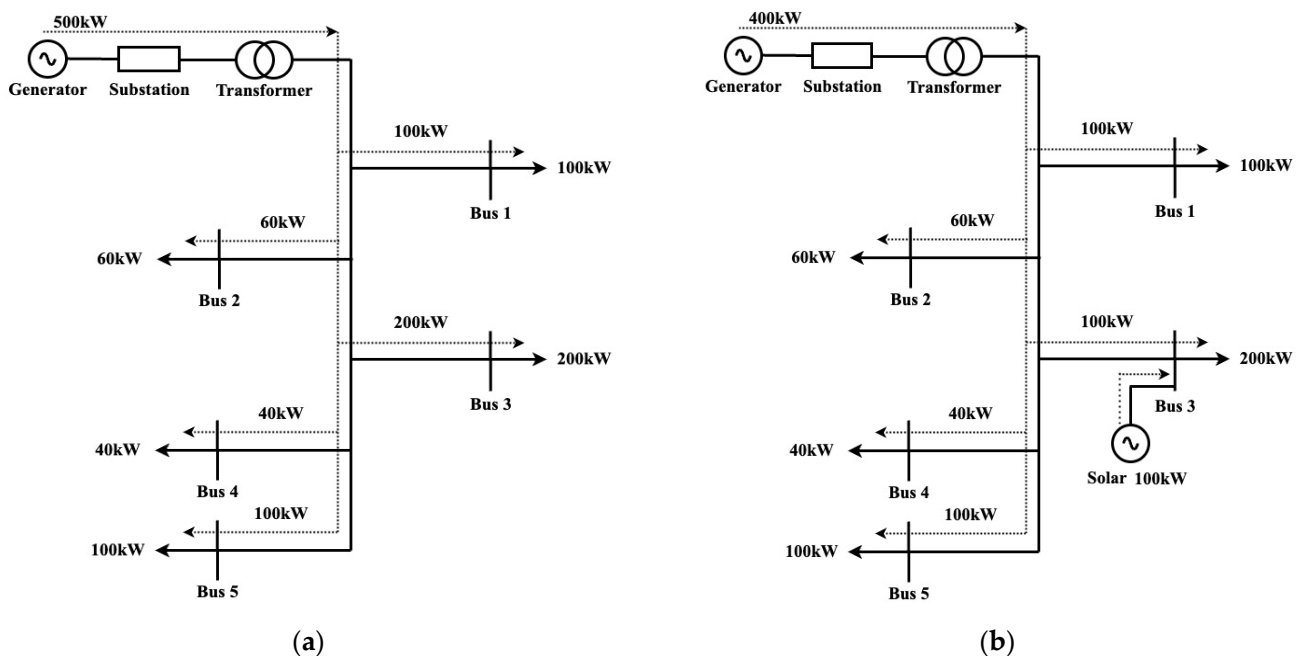 500kW
Generator
Substation
Transformer
100kW
100kW
Bus 1
60kW
60kW
Bus 2
200kW
200kW
Bus 3
40kW
40kW
Bus 4
100kW
100kW
Bus 5
(a)
400kW
Generator
Substation
Transformer
100kW
100kW
Bus 1
60kW
60kW
Bus 2
100kW
200kW
Bus 3
Solar 100kW
40kW
40kW
Bus 4
100kW
100kW
Bus 5
(b)